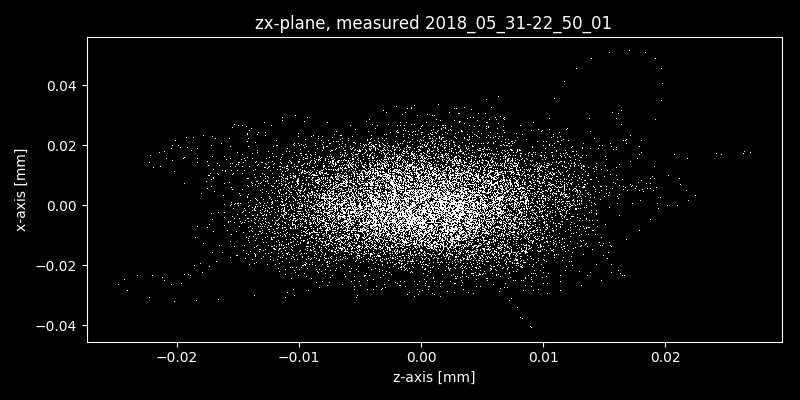 zx-plane, measured 2018_05_31-22_50_01
x-axis [mm]
0.04
0.02
0.00
−0.02
−0.04
−0.02 −0.01 0.00 0.01 0.02
z-axis [mm]